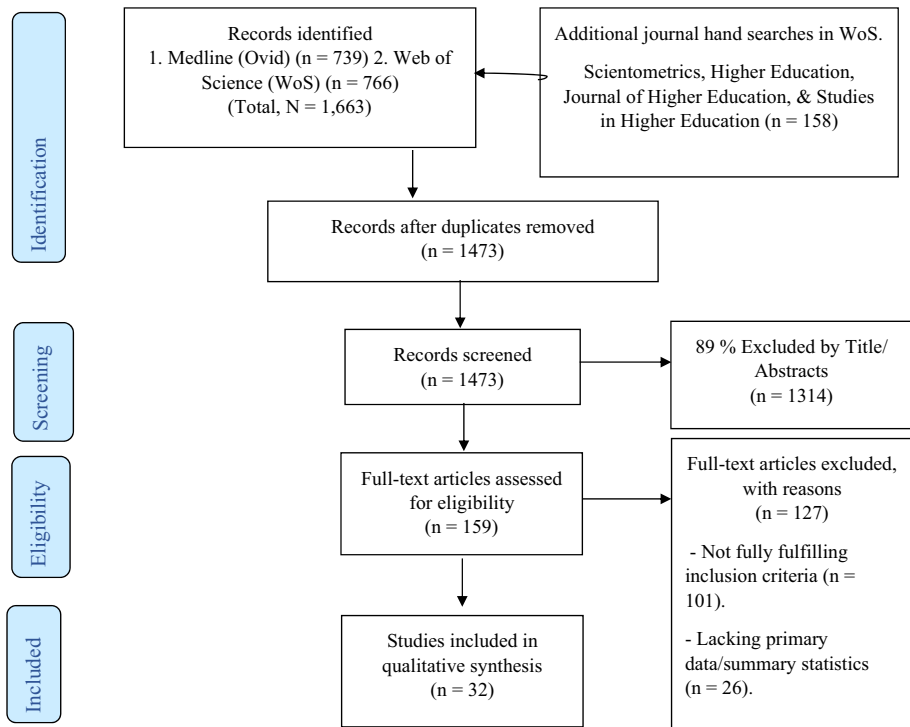 Identification
Records identified
1. Medline (Ovid) (n = 739) 2. Web of
Science (WoS) (n = 766)
(Total, N = 1,663)
Additional journal hand searches in WoS.
Scientometrics, Higher Education,
Journal of Higher Education, & Studies
in Higher Education (n = 158)
Records after duplicates removed
(n = 1473)
Screening
Records screened
(n = 1473)
89 % Excluded by Title/
Abstracts
(n = 1314)
Eligibility
Full-text articles assessed
for eligibility
(n = 159)
Full-text articles excluded,
with reasons
(n = 127)
- Not fully fulfilling
inclusion criteria (n =
101).
- Lacking primary
data/summary statistics
(n = 26).
Included
Studies included in
qualitative synthesis
(n = 32)